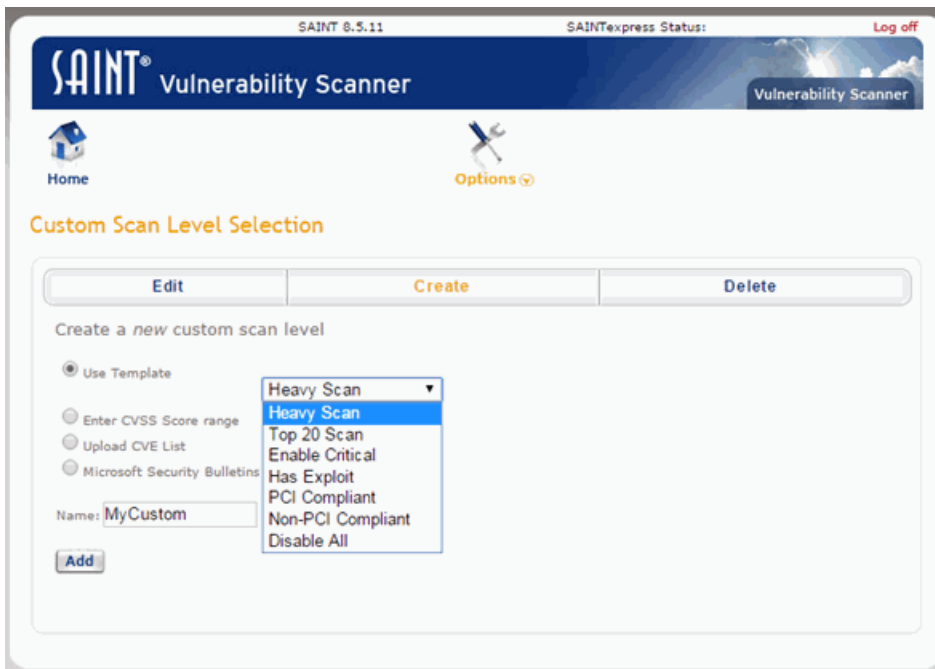 SAINT 8.5.11 SAINTexpress Status: Log off
SAINT® Vulnerability Scanner
Vulnerability Scanner
Home Options
Custom Scan Level Selection
Edit Create Delete
Create a new custom scan level
Use Template
Heavy Scan
Heavy Scan
Top 20 Scan
Enable Critical
Has Exploit
PCI Compliant
Non-PCI Compliant
Disable All
Enter CVSS Score range
Upload CVE List
Microsoft Security Bulletins
Name: MyCustom
Add